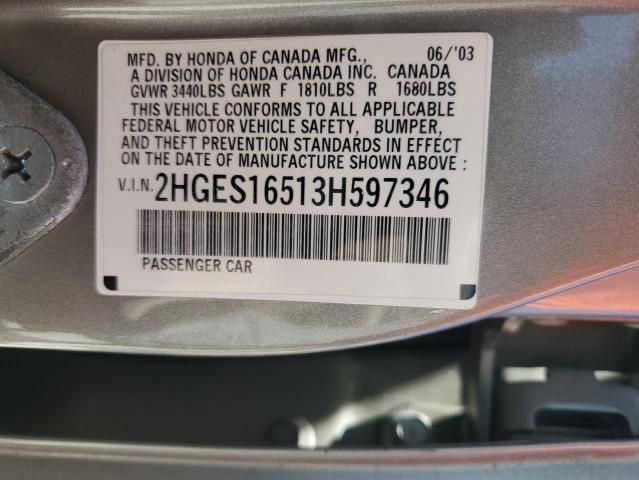 MFD. BY HONDA OF CANADA MFG., 06/'03
A DIVISION OF HONDA CANADA INC. CANADA
GVWR 3440LBS GAWR F 1810LBS R 1680LBS
THIS VEHICLE CONFORMS TO ALL APPLICABLE
FEDERAL MOTOR VEHICLE SAFETY, BUMPER,
AND THEFT PREVENTION STANDARDS IN EFFECT
ON THE DATE OF MANUFACTURE SHOWN ABOVE :
V.I.N. 2HGES16513H597346
PASSENGER CAR